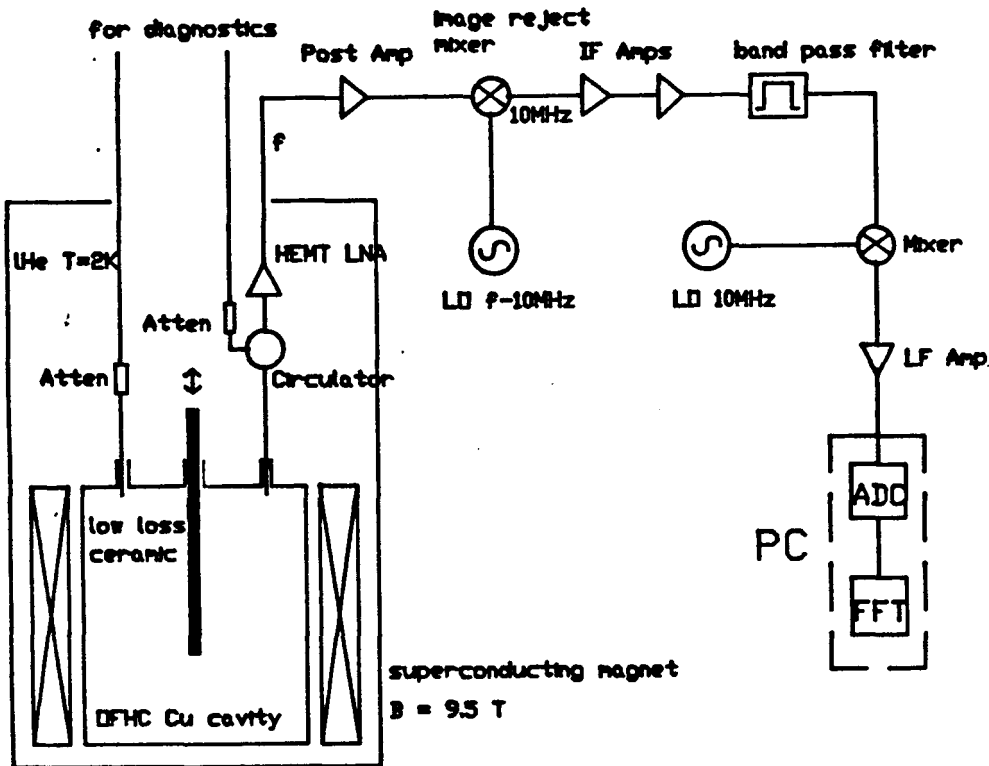 for diagnostics
Image reject
mixer
Post Amp
IF Amps
band pass filter
10MHz
f
lHe T=2K
HEMT LNA
Mixer
LO f-10MHz
LO 10MHz
Atten
Atten
Circulator
LF Amp
low loss
ceramic
ADC
PC
FFT
superconducting magnet
B = 9.5 T
OFHC Cu cavity